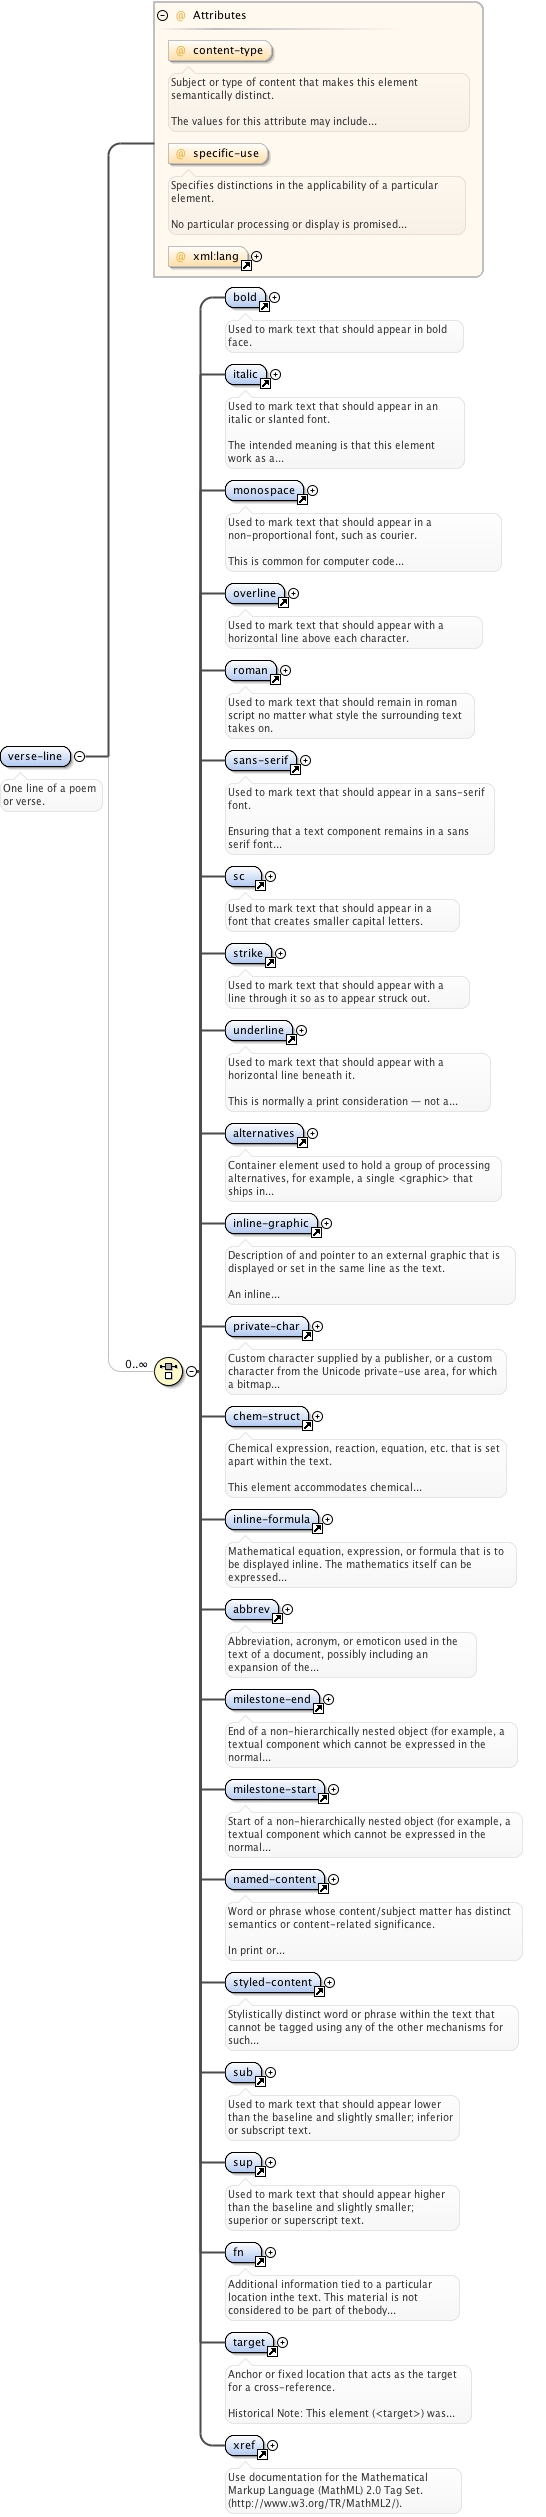 @ Attributes
@ content-type
Subject or type of content that makes this element
semantically distinct.
The values for this attribute may include...
@ specific-use
Specifies distinctions in the applicability of a particular
element.
No particular processing or display is promised...
@ xml:lang
bold
Used to mark text that should appear in bold
face.
italic
Used to mark text that should appear in an
italic or slanted font.
The intended meaning is that this element
work as a...
monospace
Used to mark text that should appear in a
non-proportional font, such as courier.
This is common for computer code...
overline
Used to mark text that should appear with a
horizontal line above each character.
roman
Used to mark text that should remain in roman
script no matter what style the surrounding text
takes on.
verse-line
One line of a poem
or verse.
sans-serif
Used to mark text that should appear in a sans-serif
font.
Ensuring that a text component remains in a sans
serif font...
sc
Used to mark text that should appear in a
font that creates smaller capital letters.
strike
Used to mark text that should appear with a
line through it so as to appear struck out.
underline
Used to mark text that should appear with a
horizontal line beneath it.
This is normally a print consideration — not a...
alternatives
Container element used to hold a group of processing
alternatives, for example, a single <graphic> that
ships in...
inline-graphic
Description of and pointer to an external graphic that is
displayed or set in the same line as the text.
An inline...
private-char
Custom character supplied by a publisher, or a custom
character from the Unicode private-use area, for which
a bitmap...
0..∞
chem-struct
Chemical expression, reaction, equation, etc. that is set
apart within the text.
This element accommodates chemical...
inline-formula
Mathematical equation, expression, or formula that is to
be displayed inline. The mathematics itself can be
expressed...
abbrev
Abbreviation, acronym, or emoticon used in the
text of a document, possibly including an
expansion of the...
milestone-end
End of a non-hierarchically nested object (for example, a
textual component which cannot be expressed in the
normal...
milestone-start
Start of a non-hierarchically nested object (for example, a
textual component which cannot be expressed in the
normal...
named-content
Word or phrase whose content/subject matter has distinct
semantics or content-related significance.
In print or...
styled-content
Stylistically distinct word or phrase within the text that
cannot be tagged using any of the other mechanisms for
such...
sub
Used to mark text that should appear lower
than the baseline and slightly smaller; inferior
or subscript text.
sup
Used to mark text that should appear higher
than the baseline and slightly smaller;
superior or superscript text.
fn
Additional information tied to a particular
location inthe text. This material is not
considered to be part of thebody...
target
Anchor or fixed location that acts as the target
for a cross-reference.
Historical Note: This element (<target>) was...
xref
Use documentation for the Mathematical
Markup Language (MathML) 2.0 Tag Set.
(http://www.w3.org/TR/MathML2/).